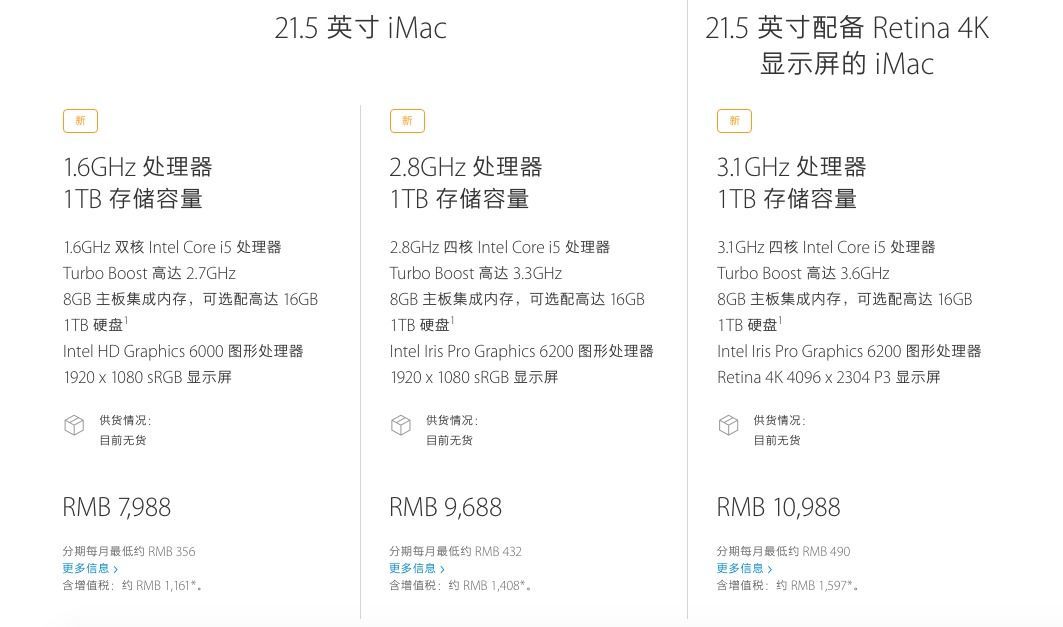 21.5 英寸 iMac
21.5 英寸配备 Retina 4K
显示屏的 iMac
新
1.6GHz 处理器
1TB 存储容量
1.6GHz 双核 Intel Core i5 处理器
Turbo Boost 高达 2.7GHz
8GB 主板集成内存，可选配高达 16GB
1TB 硬盘1
Intel HD Graphics 6000 图形处理器
1920 x 1080 sRGB 显示屏
供货情况：
目前无货
RMB 7,988
分期每月最低约 RMB 356
更多信息 ›
含增值税：约 RMB 1,161*。
新
2.8GHz 处理器
1TB 存储容量
2.8GHz 四核 Intel Core i5 处理器
Turbo Boost 高达 3.3GHz
8GB 主板集成内存，可选配高达 16GB
1TB 硬盘1
Intel Iris Pro Graphics 6200 图形处理器
1920 x 1080 sRGB 显示屏
供货情况：
目前无货
RMB 9,688
分期每月最低约 RMB 432
更多信息 ›
含增值税：约 RMB 1,408*。
新
3.1GHz 处理器
1TB 存储容量
3.1GHz 四核 Intel Core i5 处理器
Turbo Boost 高达 3.6GHz
8GB 主板集成内存，可选配高达 16GB
1TB 硬盘1
Intel Iris Pro Graphics 6200 图形处理器
Retina 4K 4096 x 2304 P3 显示屏
供货情况：
目前无货
RMB 10,988
分期每月最低约 RMB 490
更多信息 ›
含增值税：约 RMB 1,597*。